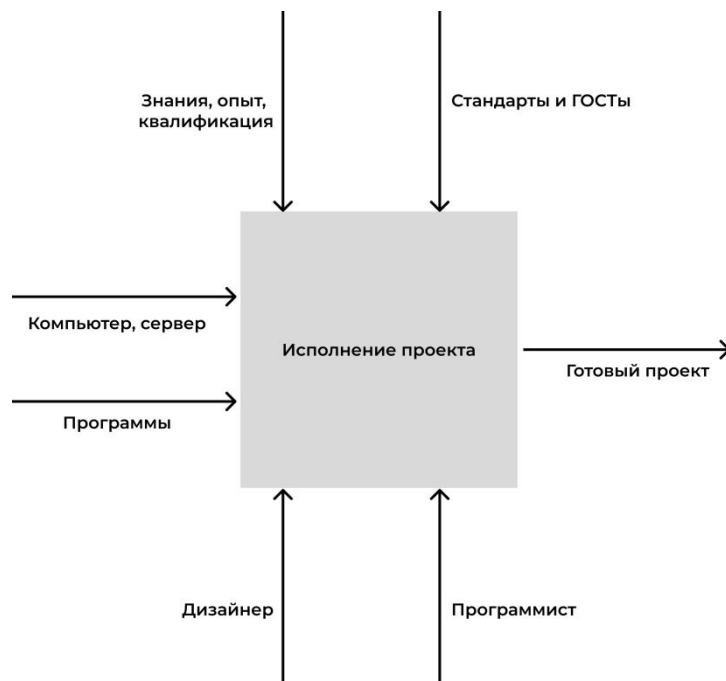 Знания, опыт,
квалификация
Стандарты и ГОСТы
Компьютер, сервер
Исполнение проекта
Готовый проект
Программы
Дизайнер
Программист